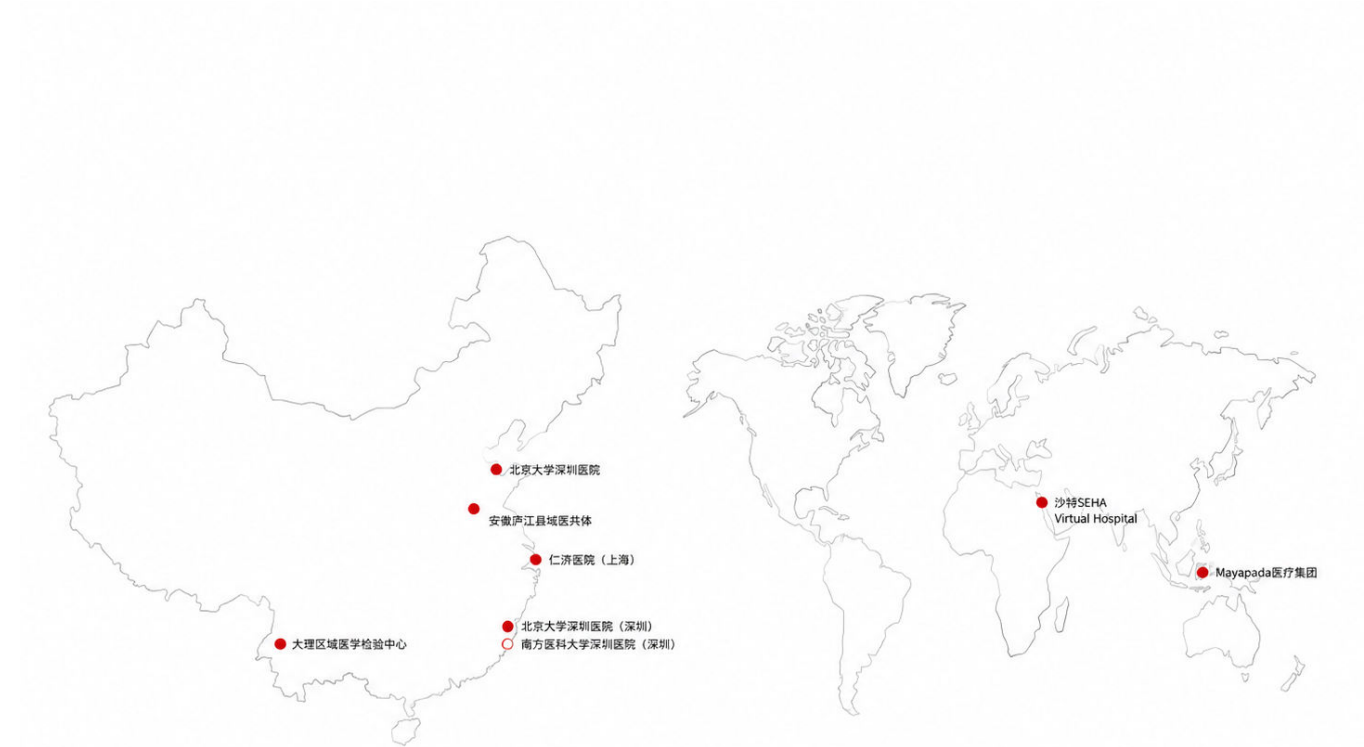 北京大学深圳医院
安徽庐江县域医共体
仁济医院（上海）
北京大学深圳医院（深圳）
南方医科大学深圳医院（深圳）
大理区域医学检验中心
沙特SEHA
Virtual Hospital
Mayapada医疗集团